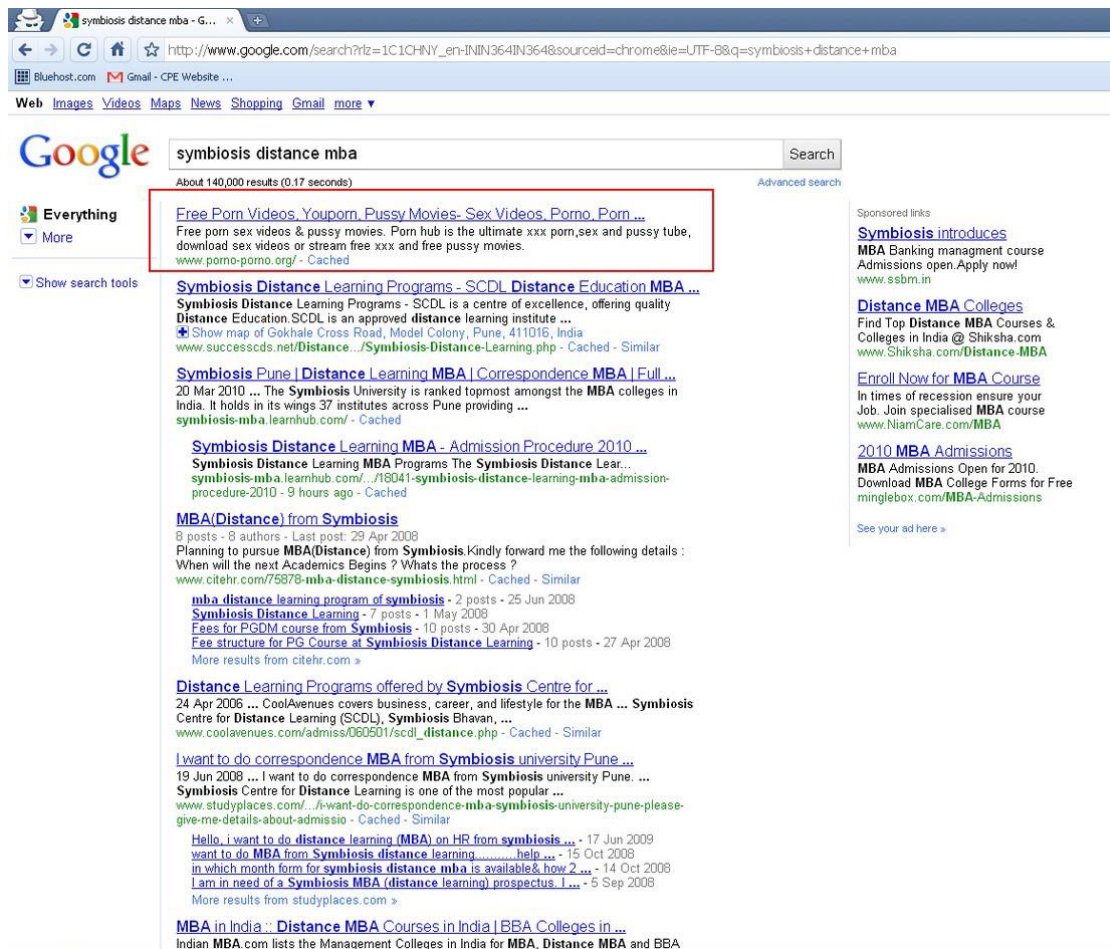 symbiosis distance mba - G...
http://www.google.com/search?rlz=1C1CHNY_en-ININ364IN364&sourceid=chrome&ie=UTF-8&q=symbiosis+distance+mba
Bluehost.com Gmail - CPE Website ...
Web Images Videos Maps News Shopping Gmail more ▼
Google
symbiosis distance mba
Search
About 140,000 results (0.17 seconds)
Advanced search
Everything
More
Show search tools
Free Porn Videos, Youporn, Pussy Movies- Sex Videos, Porno, Porn ...
Free porn sex videos & pussy movies. Porn hub is the ultimate xxx porn,sex and pussy tube,
download sex videos or stream free xxx and free pussy movies.
www.porno-porno.org/ - Cached
Symbiosis Distance Learning Programs - SCDL Distance Education MBA ...
Symbiosis Distance Learning Programs - SCDL is a centre of excellence, offering quality
Distance Education.SCDL is an approved distance learning institute ...
Show map of Gokhale Cross Road, Model Colony, Pune, 411016, India
www.successcds.net/Distance.../Symbiosis-Distance-Learning.php - Cached - Similar
Symbiosis Pune | Distance Learning MBA | Correspondence MBA | Full ...
20 Mar 2010 ... The Symbiosis University is ranked topmost amongst the MBA colleges in
India. It holds in its wings 37 institutes across Pune providing ...
symbiosis-mba.learnhub.com/ - Cached
Symbiosis Distance Learning MBA - Admission Procedure 2010 ...
Symbiosis Distance Learning MBA Programs The Symbiosis Distance Lear...
symbiosis-mba.learnhub.com/.../18041-symbiosis-distance-learning-mba-admission-
procedure-2010 - 9 hours ago - Cached
MBA(Distance) from Symbiosis
8 posts - 8 authors - Last post: 29 Apr 2008
Planning to pursue MBA(Distance) from Symbiosis.Kindly forward me the following details :
When will the next Academics Begins ? Whats the process ?
www.citehr.com/75878-mba-distance-symbiosis.html - Cached - Similar
mba distance learning program of symbiosis - 2 posts - 25 Jun 2008
Symbiosis Distance Learning - 7 posts - 1 May 2008
Fees for PGDM course from Symbiosis - 10 posts - 30 Apr 2008
Fee structure for PG Course at Symbiosis Distance Learning - 10 posts - 27 Apr 2008
More results from citehr.com »
Distance Learning Programs offered by Symbiosis Centre for ...
24 Apr 2006 ... CoolAvenues covers business, career, and lifestyle for the MBA ... Symbiosis
Centre for Distance Learning (SCDL), Symbiosis Bhavan, ...
www.coolavenues.com/admiss/060501/scdl_distance.php - Cached - Similar
I want to do correspondence MBA from Symbiosis university Pune ...
19 Jun 2008 ... I want to do correspondence MBA from Symbiosis university Pune. ...
Symbiosis Centre for Distance Learning is one of the most popular ...
www.studyplaces.com/.../i-want-do-correspondence-mba-symbiosis-university-pune-please-
give-me-details-about-admissio - Cached - Similar
Hello, i want to do distance learning (MBA) on HR from symbiosis ... - 17 Jun 2009
want to do MBA from Symbiosis distance learning............help ... - 15 Oct 2008
in which month form for symbiosis distance mba is available& how 2 ... - 14 Oct 2008
I am in need of a Symbiosis MBA (distance learning) prospectus. I ... - 5 Sep 2008
More results from studyplaces.com »
MBA in India :: Distance MBA Courses in India | BBA Colleges in ...
Indian MBA.com lists the Management Colleges in India for MBA, Distance MBA and BBA
Sponsored links
Symbiosis introduces
MBA Banking managment course
Admissions open.Apply now!
www.ssbm.in
Distance MBA Colleges
Find Top Distance MBA Courses &
Colleges in India @ Shiksha.com
www.Shiksha.com/Distance-MBA
Enroll Now for MBA Course
In times of recession ensure your
Job. Join specialised MBA course
www.NiamCare.com/MBA
2010 MBA Admissions
MBA Admissions Open for 2010.
Download MBA College Forms for Free
minglebox.com/MBA-Admissions
See your ad here »